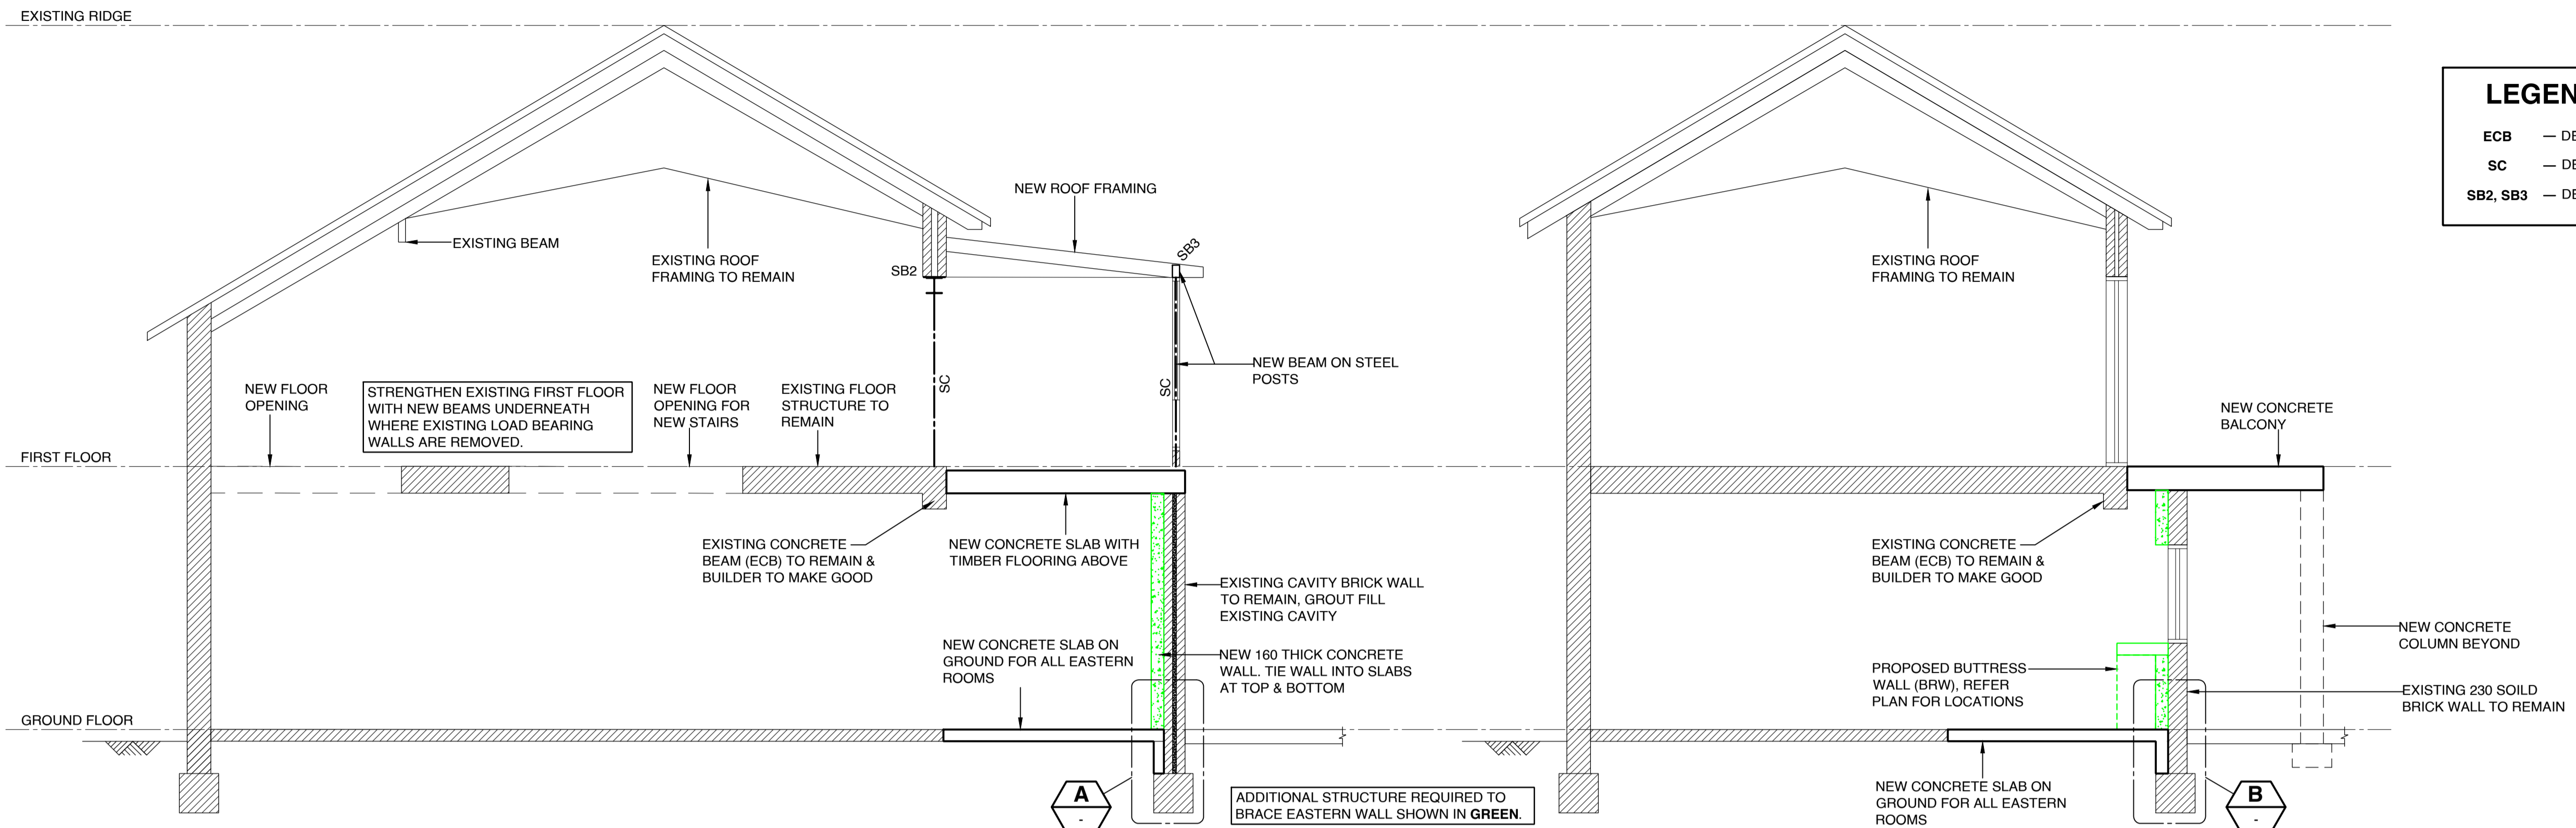 EXISTING RIDGE
LEGEN
ECB — DE
SC — DE
SB2, SB3 — DE
NEW ROOF FRAMING
SB3
EXISTING BEAM
EXISTING ROOF
FRAMING TO REMAIN
SB2
EXISTING ROOF
FRAMING TO REMAIN
NEW BEAM ON STEEL
POSTS
SC
SC
NEW FLOOR
OPENING
STRENGTHEN EXISTING FIRST FLOOR
WITH NEW BEAMS UNDERNEATH
WHERE EXISTING LOAD BEARING
WALLS ARE REMOVED.
NEW FLOOR
OPENING FOR
NEW STAIRS
EXISTING FLOOR
STRUCTURE TO
REMAIN
NEW CONCRETE
BALCONY
FIRST FLOOR
EXISTING CONCRETE
BEAM (ECB) TO REMAIN &
BUILDER TO MAKE GOOD
NEW CONCRETE SLAB WITH
TIMBER FLOORING ABOVE
EXISTING CAVITY BRICK WALL
TO REMAIN, GROUT FILL
EXISTING CAVITY
EXISTING CONCRETE
BEAM (ECB) TO REMAIN &
BUILDER TO MAKE GOOD
NEW CONCRETE SLAB ON
GROUND FOR ALL EASTERN
ROOMS
NEW 160 THICK CONCRETE
WALL. TIE WALL INTO SLABS
AT TOP & BOTTOM
PROPOSED BUTTRESS
WALL (BRW), REFER
PLAN FOR LOCATIONS
NEW CONCRETE
COLUMN BEYOND
EXISTING 230 SOILD
BRICK WALL TO REMAIN
GROUND FLOOR
A
-
ADDITIONAL STRUCTURE REQUIRED TO
BRACE EASTERN WALL SHOWN IN GREEN.
NEW CONCRETE SLAB ON
GROUND FOR ALL EASTERN
ROOMS
B
-